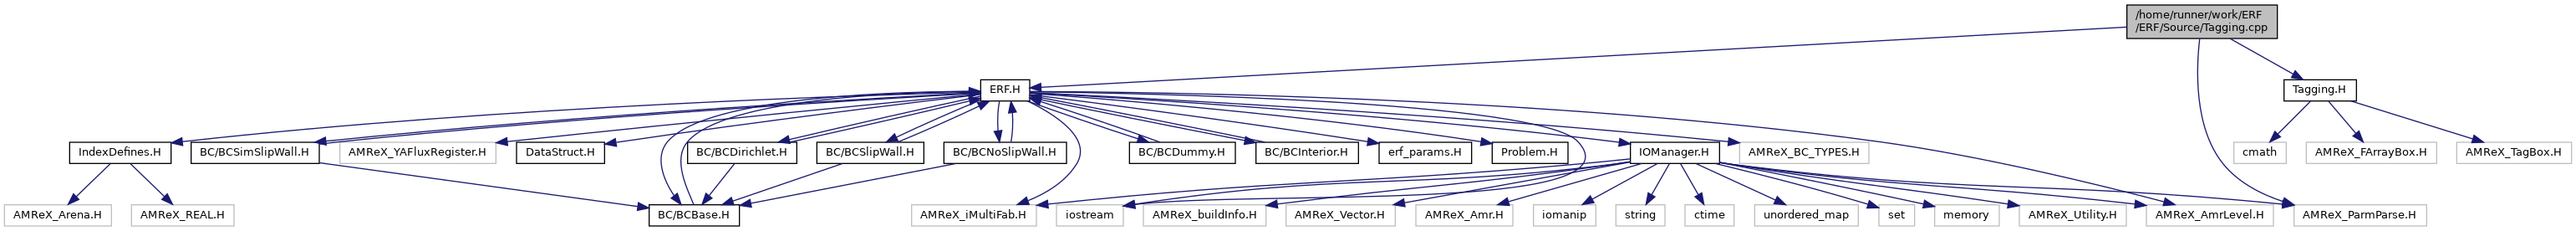 /home/runner/work/ERF
/ERF/Source/Tagging.cpp
ERF.H
Tagging.H
IndexDefines.H
BC/BCSimSlipWall.H
AMReX_YAFluxRegister.H
DataStruct.H
BC/BCDirichlet.H
BC/BCSlipWall.H
BC/BCNoSlipWall.H
BC/BCDummy.H
BC/BCInterior.H
erf_params.H
Problem.H
IOManager.H
AMReX_BC_TYPES.H
cmath
AMReX_FArrayBox.H
AMReX_TagBox.H
AMReX_Arena.H
AMReX_REAL.H
BC/BCBase.H
AMReX_iMultiFab.H
iostream
AMReX_buildInfo.H
AMReX_Vector.H
AMReX_Amr.H
iomanip
string
ctime
unordered_map
set
memory
AMReX_Utility.H
AMReX_AmrLevel.H
AMReX_ParmParse.H